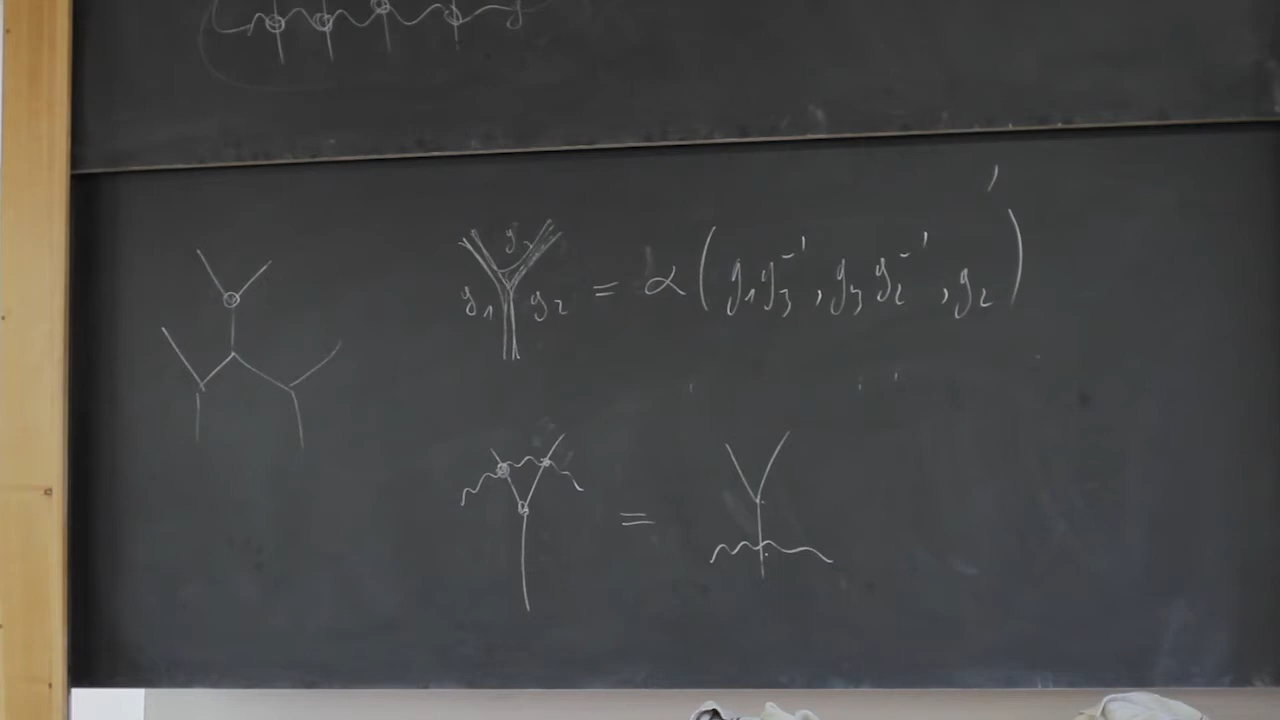 g₃
g₁ g₂ = α(g₁g₃⁻¹, g₃g₂⁻¹, g₂)
=